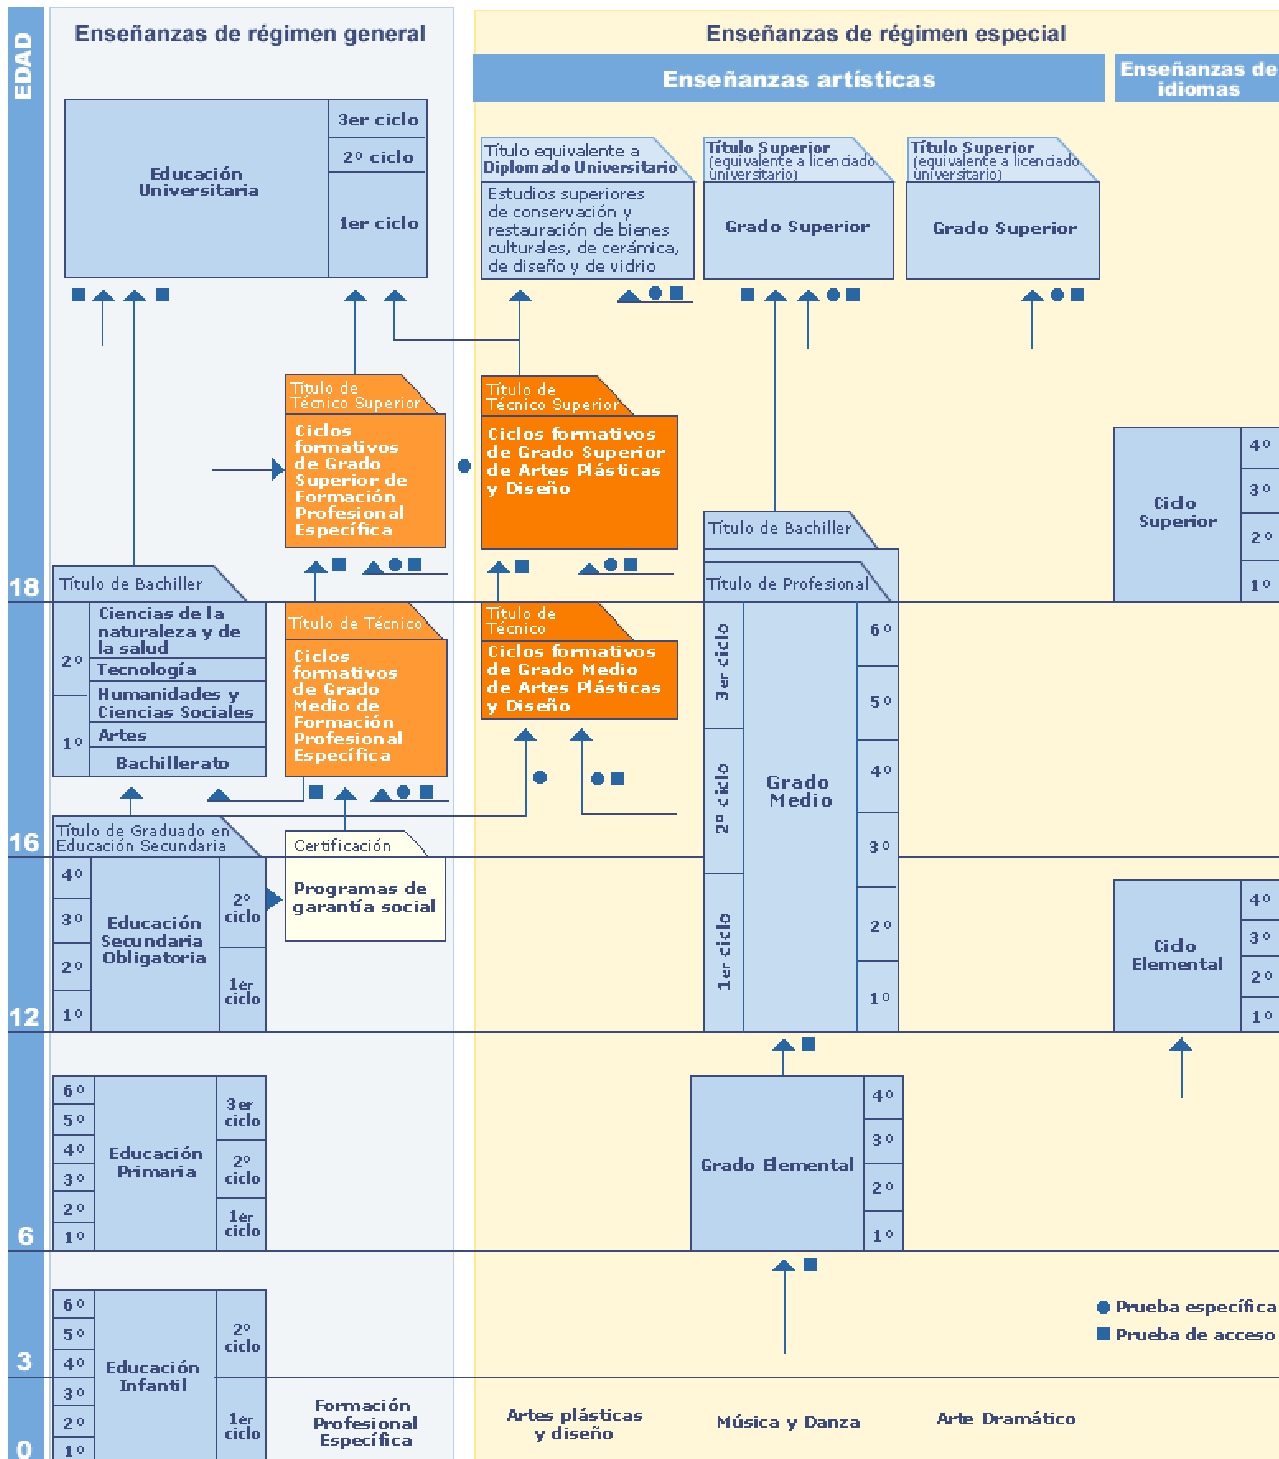 EDAD
Enseñanzas de régimen general
Enseñanzas de régimen especial
Enseñanzas artísticas
Enseñanzas de
idiomas
Educación
Universitaria
3er ciclo
2º ciclo
1er ciclo
Título equivalente a
Diplomado Universitario
Estudios superiores
de conservación y
restauración de bienes
culturales, de cerámica,
de diseño y de vidrio
Título Superior
(equivalente a licenciado
universitario)
Grado Superior
Título Superior
(equivalente a licenciado
universitario)
Grado Superior
Título de
Técnico Superior
Ciclos
formativos
de Grado
Superior de
Formación
Profesional
Específica
Título de
Técnico Superior
Ciclos formativos
de Grado Superior
de Artes Plásticas
y Diseño
Título de Bachiller
Título de Profesional
Ciclo
Superior
4º
3º
2º
1º
18
Título de Bachiller
2º
1º
Ciencias de la
naturaleza y de
la salud
Tecnología
Humanidades y
Ciencias Sociales
Artes
Bachillerato
Título de Técnico
Ciclos
formativos
de Grado
Medio de
Formación
Profesional
Específica
Título de
Técnico
Ciclos formativos
de Grado Medio
de Artes Plásticas
y Diseño
3er ciclo
2º ciclo
1er ciclo
Grado
Medio
6º
5º
4º
3º
2º
1º
16
Título de Graduado en
Educación Secundaria
Certificación
Programas de
garantía social
4º
3º
2º
1º
Educación
Secundaria
Obligatoria
2º
ciclo
1er
ciclo
Ciclo
Elemental
4º
3º
2º
1º
12
6º
5º
4º
3º
2º
1º
Educación
Primaria
3er
ciclo
2º
ciclo
1er
ciclo
Grado Elemental
4º
3º
2º
1º
6
6º
5º
4º
3º
2º
1º
Educación
Infantil
2º
ciclo
1er
ciclo
Prueba específica
Prueba de acceso
3
Formación
Profesional
Específica
Artes plásticas
y diseño
Música y Danza
Arte Dramático
0